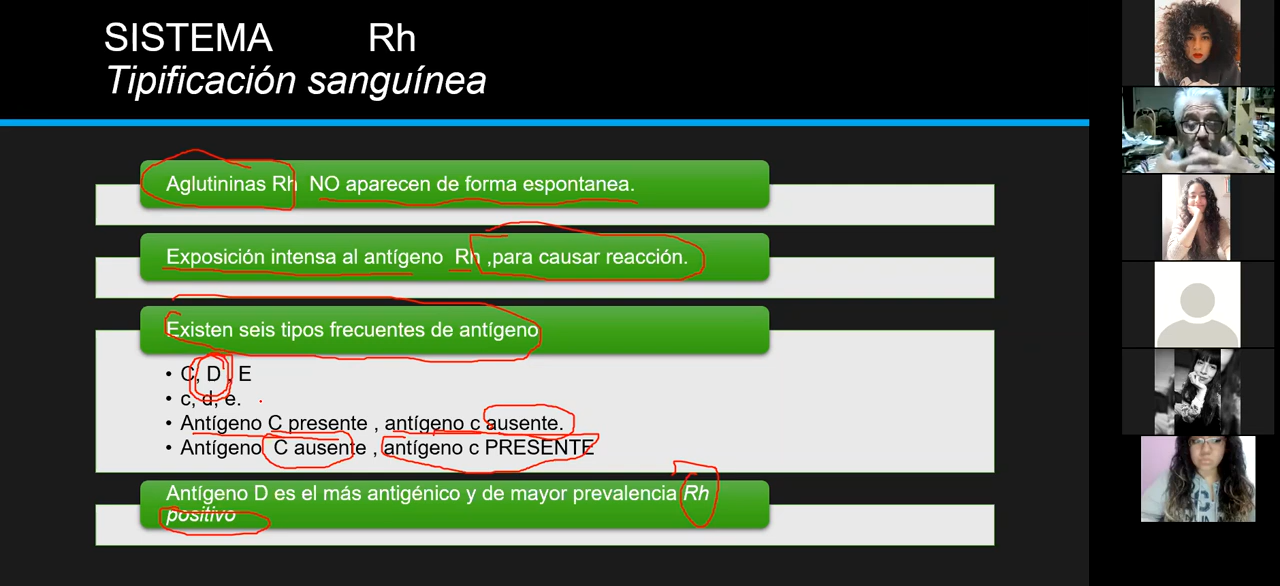 SISTEMA Rh
Tipificación sanguínea
Aglutininas Rh NO aparecen de forma espontanea.
Exposición intensa al antígeno Rh ,para causar reacción.
Existen seis tipos frecuentes de antígeno
• C, D , E
• c, d, e.
• Antígeno C presente , antígeno c ausente.
• Antígeno C ausente , antígeno c PRESENTE
Antígeno D es el más antigénico y de mayor prevalencia Rh
positivo